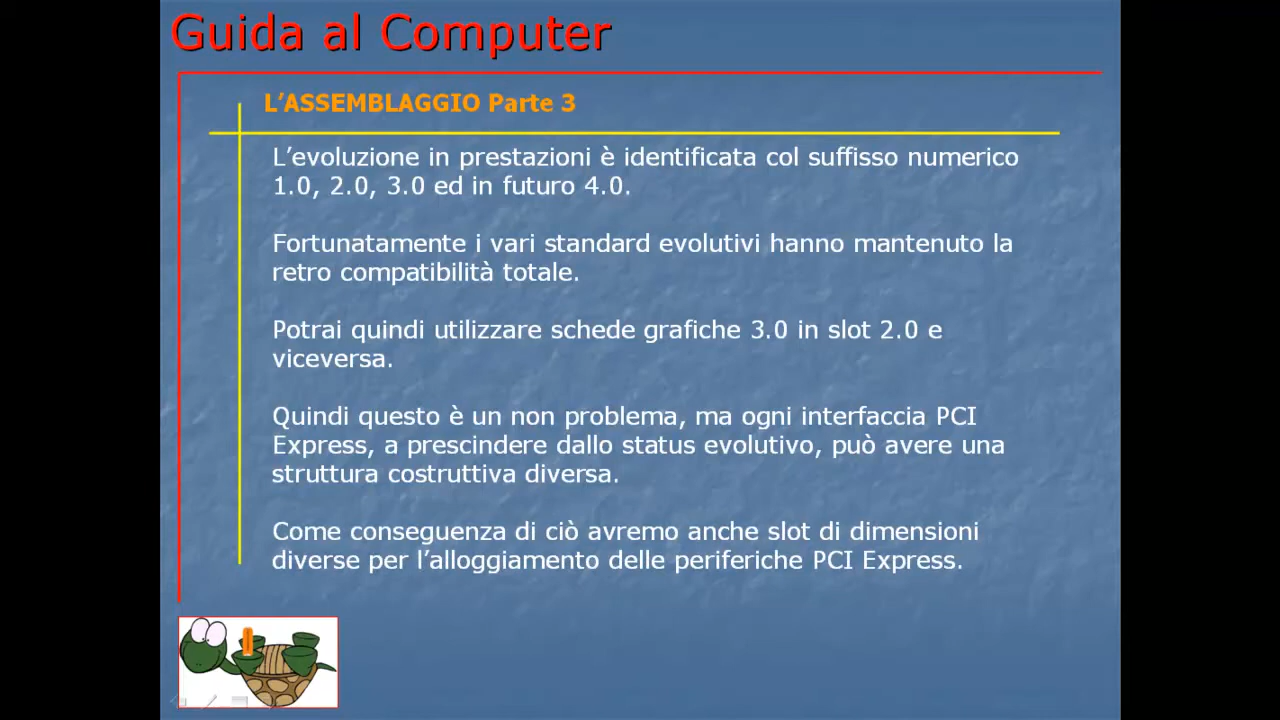 Guida al Computer
L’ASSEMBLAGGIO Parte 3
L’evoluzione in prestazioni è identificata col suffisso numerico
1.0, 2.0, 3.0 ed in futuro 4.0.
Fortunatamente i vari standard evolutivi hanno mantenuto la
retro compatibilità totale.
Potrai quindi utilizzare schede grafiche 3.0 in slot 2.0 e
viceversa.
Quindi questo è un non problema, ma ogni interfaccia PCI
Express, a prescindere dallo status evolutivo, può avere una
struttura costruttiva diversa.
Come conseguenza di ciò avremo anche slot di dimensioni
diverse per l’alloggiamento delle periferiche PCI Express.